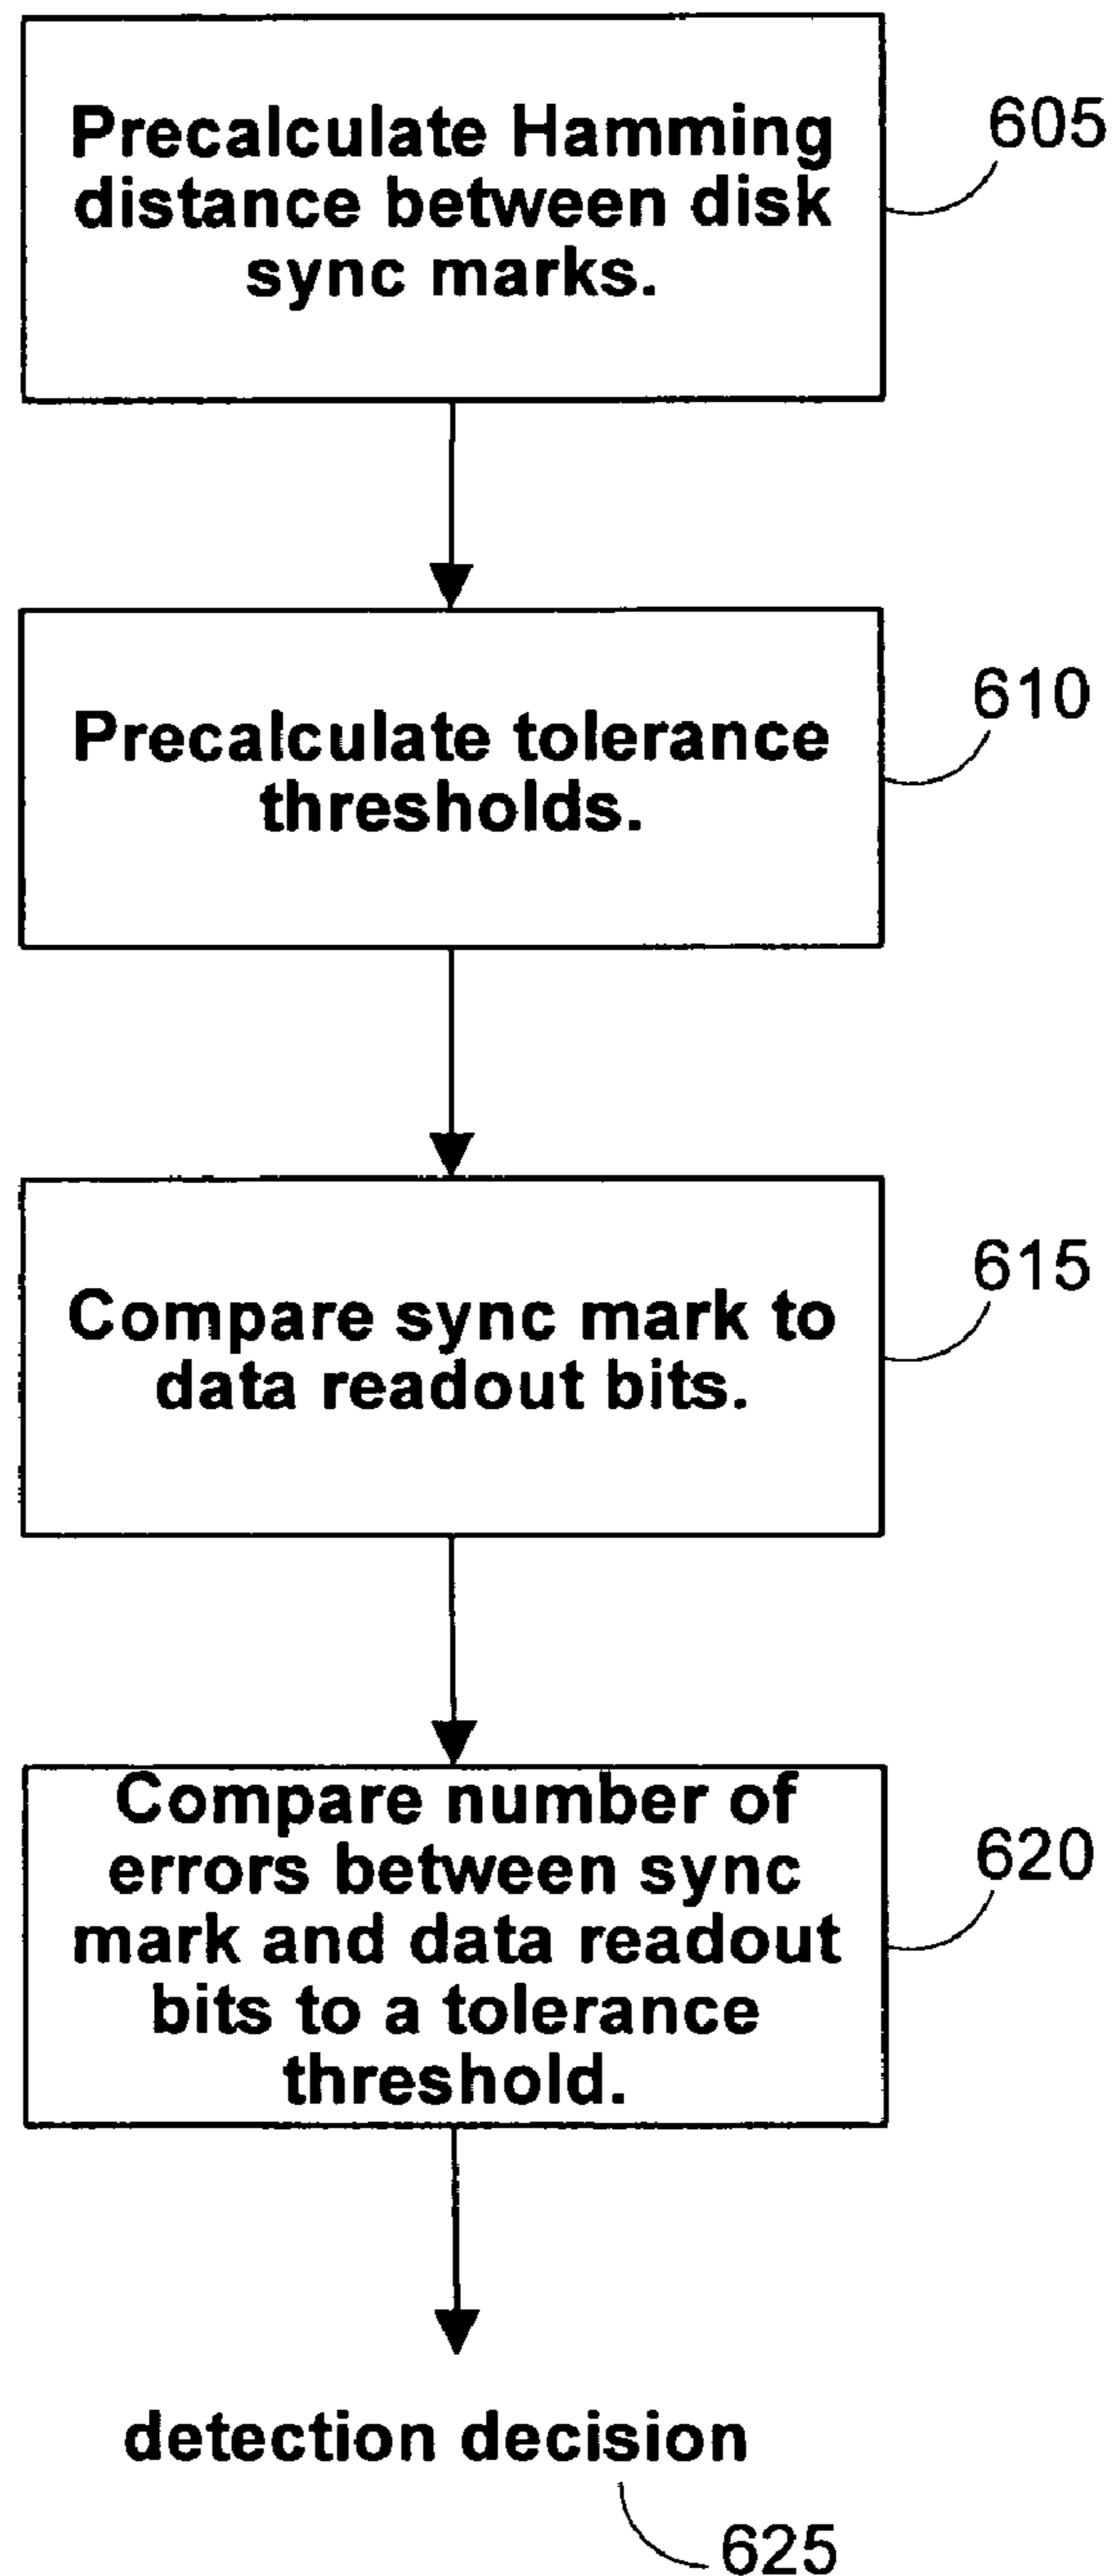 Precalculate Hamming
distance between disk
sync marks.
605
Precalculate tolerance
thresholds.
610
Compare sync mark to
data readout bits.
615
Compare number of
errors between sync
mark and data readout
bits to a tolerance
threshold.
620
detection decision
625